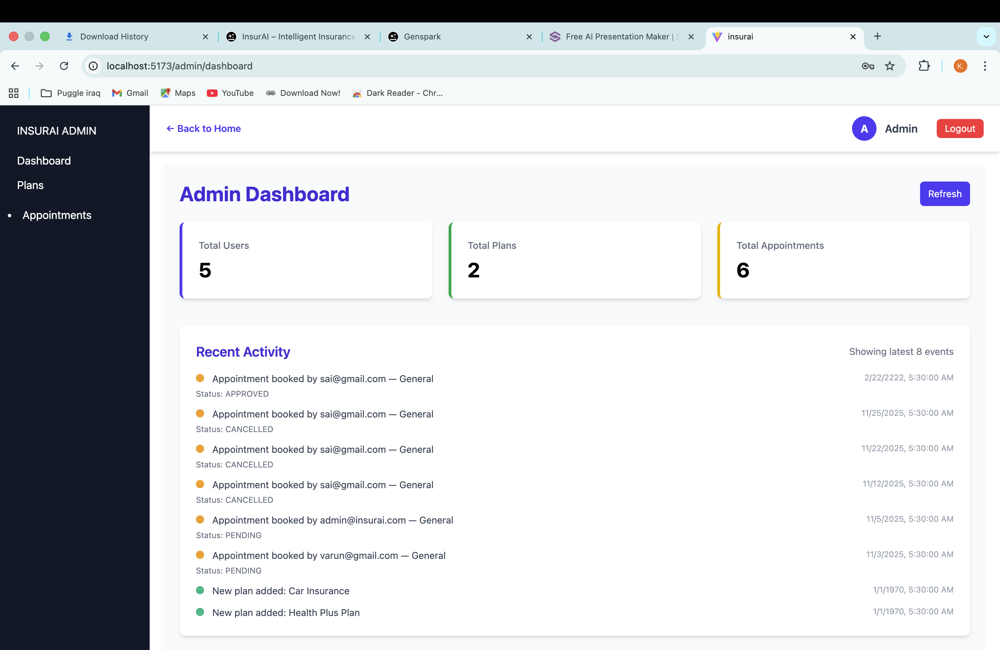 Download History
InsurAI – Intelligent Insurance
Genspark
Free AI Presentation Maker |
insurai
localhost:5173/admin/dashboard
K.
Puggle iraq
Gmail
Maps
YouTube
Download Now!
Dark Reader - Chr...
INSURAI ADMIN
Dashboard
Plans
• Appointments
← Back to Home
A
Admin
Logout
Admin Dashboard
Refresh
Total Users
5
Total Plans
2
Total Appointments
6
Recent Activity
Showing latest 8 events
Appointment booked by sai@gmail.com — General
2/22/2222, 5:30:00 AM
Status: APPROVED
Appointment booked by sai@gmail.com — General
11/25/2025, 5:30:00 AM
Status: CANCELLED
Appointment booked by sai@gmail.com — General
11/22/2025, 5:30:00 AM
Status: CANCELLED
Appointment booked by sai@gmail.com — General
11/12/2025, 5:30:00 AM
Status: CANCELLED
Appointment booked by admin@insurai.com — General
11/5/2025, 5:30:00 AM
Status: PENDING
Appointment booked by varun@gmail.com — General
11/3/2025, 5:30:00 AM
Status: PENDING
New plan added: Car Insurance
1/1/1970, 5:30:00 AM
New plan added: Health Plus Plan
1/1/1970, 5:30:00 AM